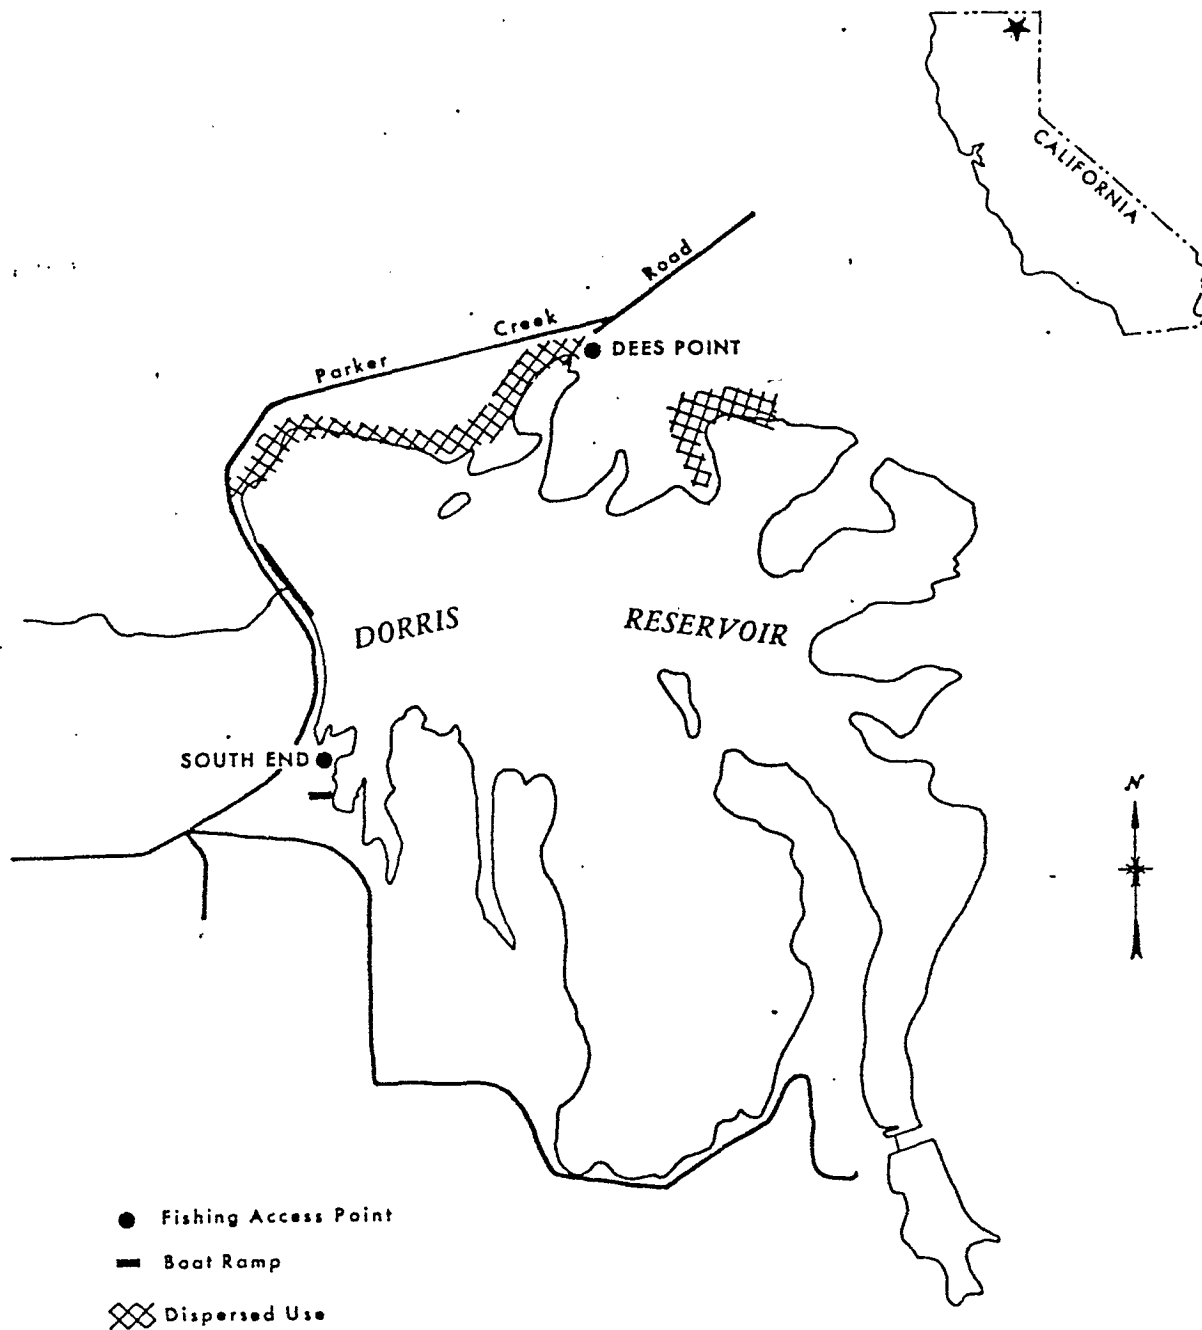 CALIFORNIA
Parker Creek Road
DEES POINT
DORRIS RESERVOIR
SOUTH END
N
Fishing Access Point
Boat Ramp
Dispersed Use